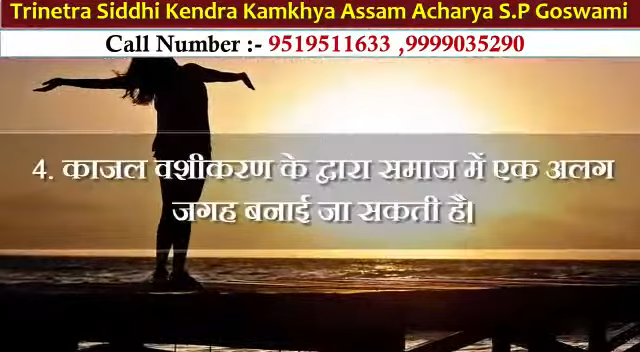 Trinetra Siddhi Kendra Kamkhya Assam Acharya S.P Goswami
Call Number :- 9519511633 ,9999035290
4. काजल वशीकरण के द्वारा समाज में एक अलग
जगह बनाई जा सकती है।